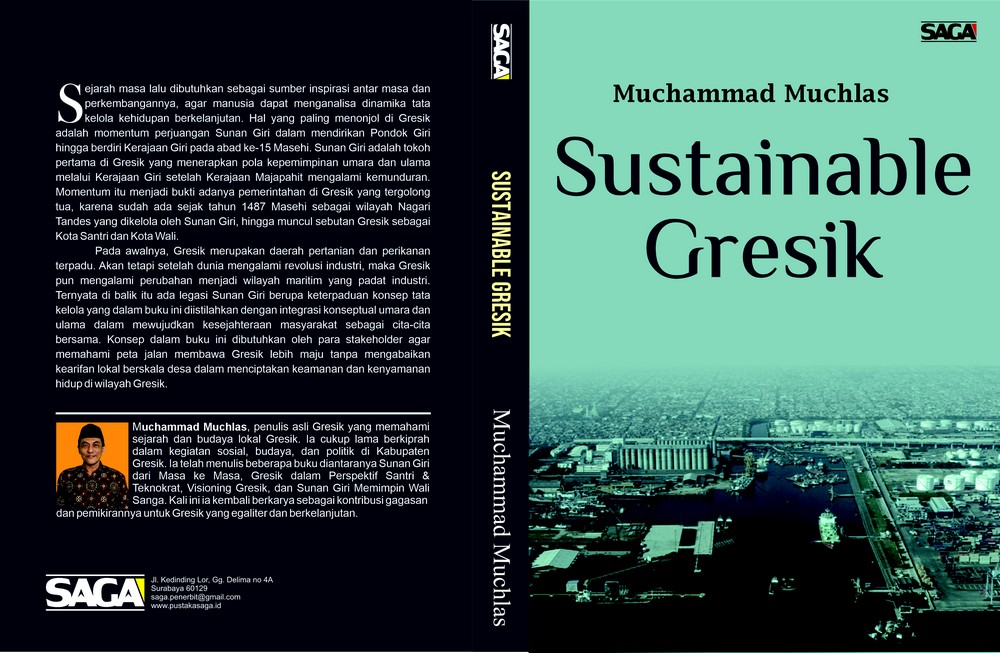 Sejarah masa lalu dibutuhkan sebagai sumber inspirasi antar masa dan
perkembangannya, agar manusia dapat menganalisa dinamika tata
kelola kehidupan berkelanjutan. Hal yang paling menonjol di Gresik
adalah momentum perjuangan Sunan Giri dalam mendirikan Pondok Giri
hingga berdiri Kerajaan Giri pada abad ke-15 Masehi. Sunan Giri adalah tokoh
pertama di Gresik yang menerapkan pola kepemimpinan umara dan ulama
melalui Kerajaan Giri setelah Kerajaan Majapahit mengalami kemunduran.
Momentum itu menjadi bukti adanya pemerintahan di Gresik yang tergolong
tua, karena sudah ada sejak tahun 1487 Masehi sebagai wilayah Nagari
Tandes yang dikelola oleh Sunan Giri, hingga muncul sebutan Gresik sebagai
Kota Santri dan Kota Wali.
Pada awalnya, Gresik merupakan daerah pertanian dan perikanan
terpadu. Akan tetapi setelah dunia mengalami revolusi industri, maka Gresik
pun mengalami perubahan menjadi wilayah maritim yang padat industri.
Ternyata di balik itu ada legasi Sunan Giri berupa keterpaduan konsep tata
kelola yang dalam buku ini diistilahkan dengan integrasi konseptual umara dan
ulama dalam mewujudkan kesejahteraan masyarakat sebagai cita-cita
bersama. Konsep dalam buku ini dibutuhkan oleh para stakeholder agar
memahami peta jalan membawa Gresik lebih maju tanpa mengabaikan
kearifan lokal berskala desa dalam menciptakan keamanan dan kenyamanan
hidup di wilayah Gresik.
Muchammad Muchlas, penulis asli Gresik yang memahami
sejarah dan budaya lokal Gresik. Ia cukup lama berkiprah
dalam kegiatan sosial, budaya, dan politik di Kabupaten
Gresik. Ia telah menulis beberapa buku diantaranya Sunan Giri
dari Masa ke Masa, Gresik dalam Perspektif Santri &
Teknokrat, Visioning Gresik, dan Sunan Giri Memimpin Wali
Sanga. Kali ini ia kembali berkarya sebagai kontribusi gagasan
dan pemikirannya untuk Gresik yang egaliter dan berkelanjutan.
SAGA
Jl. Kedinding Lor, Gg. Delima no 4A
Surabaya 60129
saga.penerbit@gmail.com
www.pustakasaga.id
SAGA
SUSTAINABLE GRESIK
Muchammad Muchlas
SAGA
Muchammad Muchlas
Sustainable
Gresik